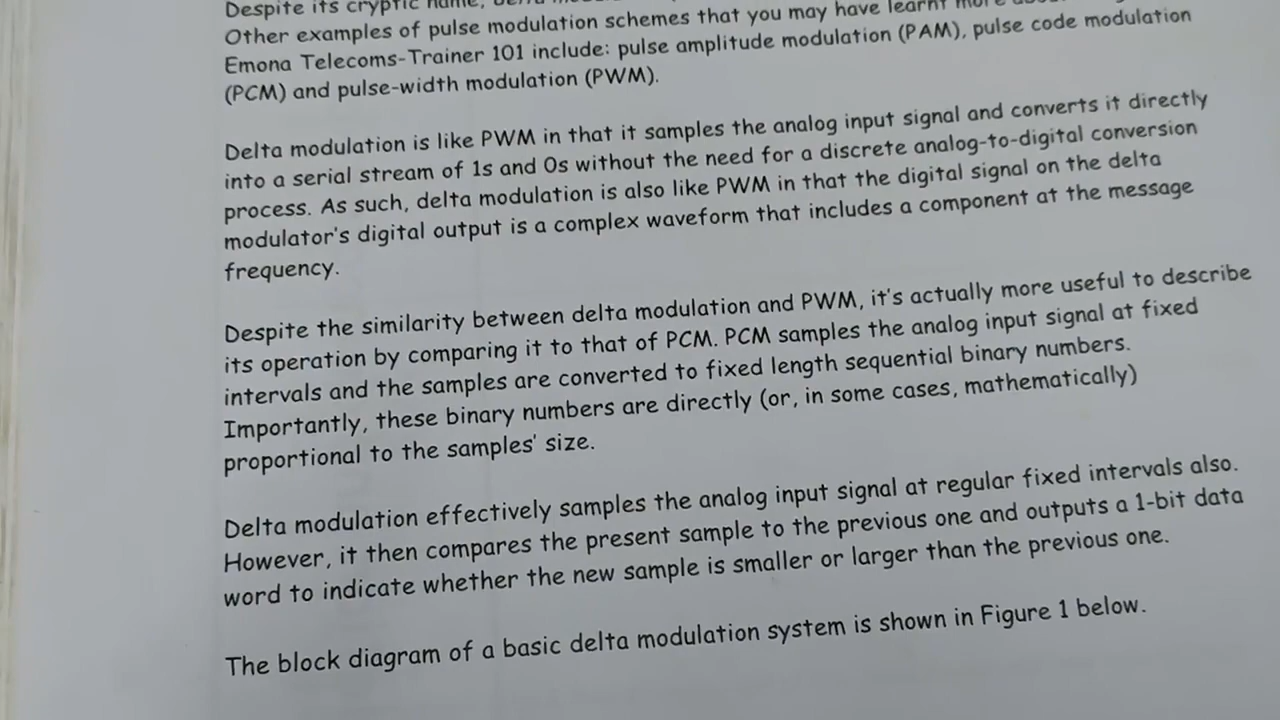 Despite its cryptic name,
Other examples of pulse modulation schemes that you may have learnt more
Emona Telecoms-Trainer 101 include: pulse amplitude modulation (PAM), pulse code modulation
(PCM) and pulse-width modulation (PWM).
Delta modulation is like PWM in that it samples the analog input signal and converts it directly
into a serial stream of 1s and 0s without the need for a discrete analog-to-digital conversion
process. As such, delta modulation is also like PWM in that the digital signal on the delta
modulator's digital output is a complex waveform that includes a component at the message
frequency.
Despite the similarity between delta modulation and PWM, it's actually more useful to describe
its operation by comparing it to that of PCM. PCM samples the analog input signal at fixed
intervals and the samples are converted to fixed length sequential binary numbers.
Importantly, these binary numbers are directly (or, in some cases, mathematically)
proportional to the samples' size.
Delta modulation effectively samples the analog input signal at regular fixed intervals also.
However, it then compares the present sample to the previous one and outputs a 1-bit data
word to indicate whether the new sample is smaller or larger than the previous one.
The block diagram of a basic delta modulation system is shown in Figure 1 below.